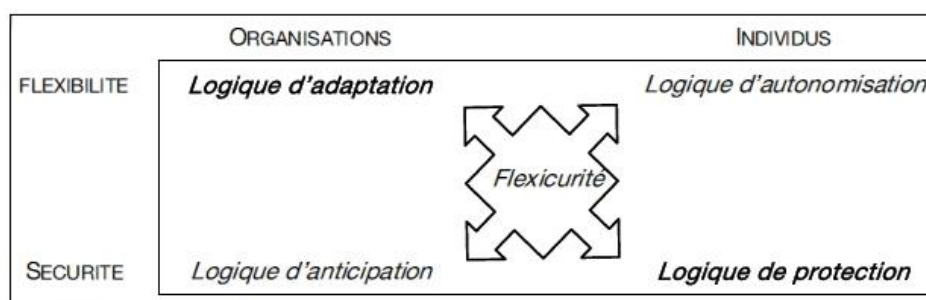 ORGANISATIONS INDIVIDUS
FLEXIBILITE Logique d'adaptation Logique d'autonomisation
Flexicurité
SECURITE Logique d'anticipation Logique de protection